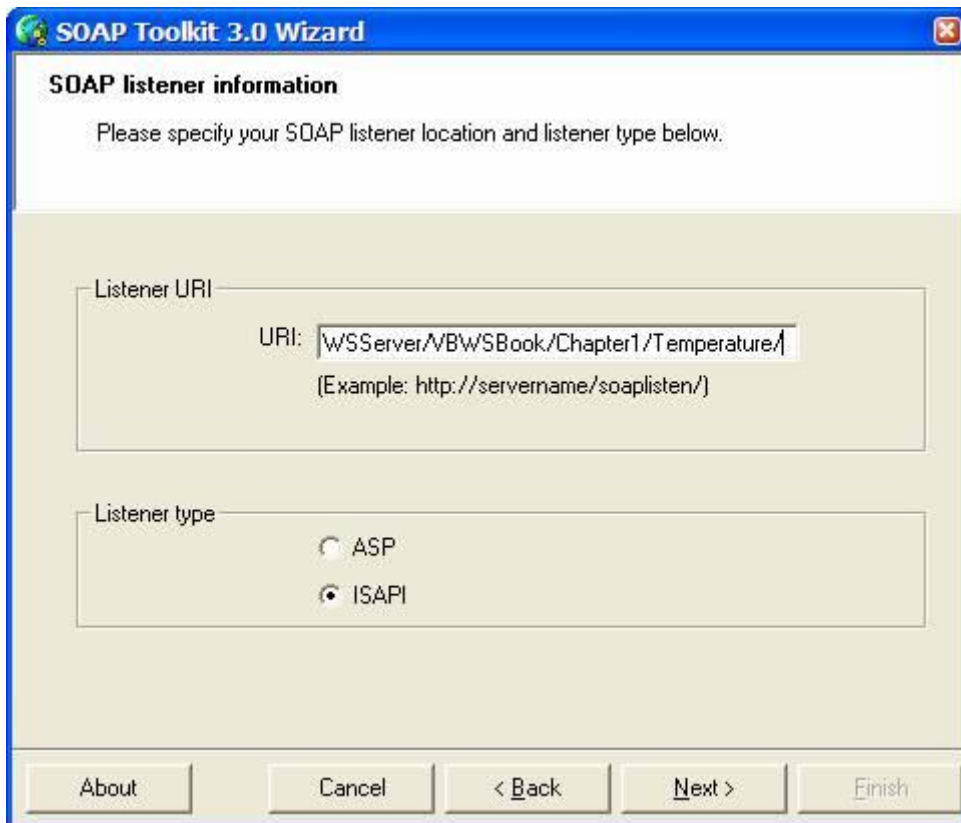 SOAP Toolkit 3.0 Wizard
SOAP listener information
Please specify your SOAP listener location and listener type below.
Listener URI
URI: WSServer/VBWSBook/Chapter1/Temperature/
(Example: http://servername/soaplisten/)
Listener type
ASP
ISAPI
About Cancel < Back Next > Finish